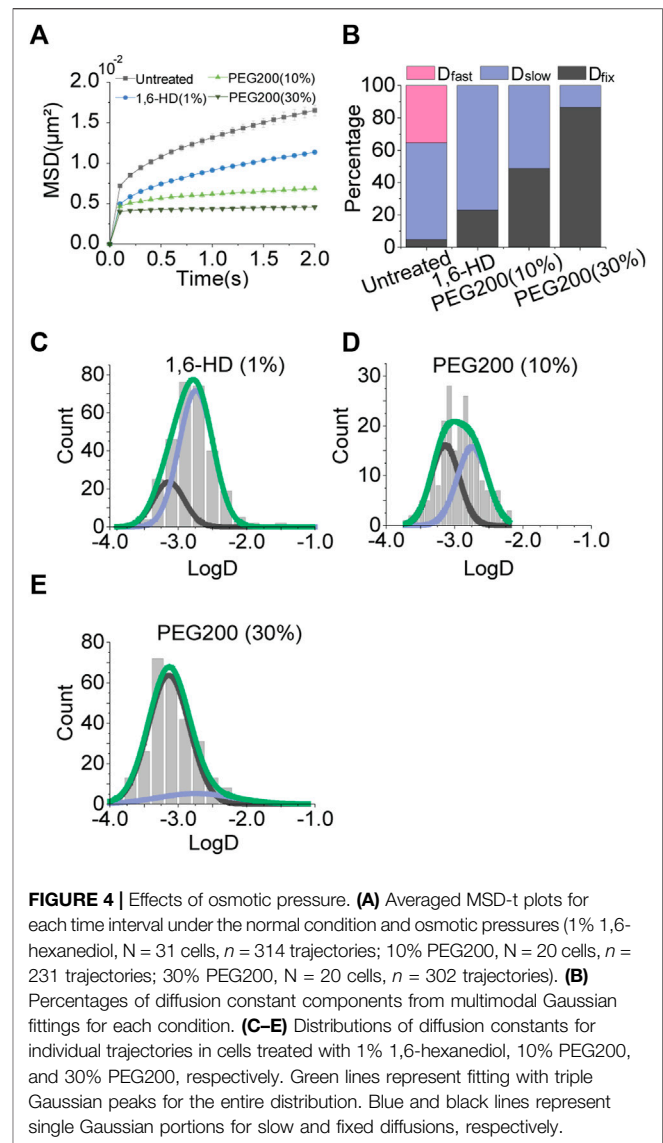 A
10⁻²
2.0
1.5
1.0
0.5
0.0
MSD(µm²)
Untreated
PEG200(10%)
1,6-HD(1%)
PEG200(30%)
0.0
0.5
1.0
1.5
2.0
Time(s)
B
Dfast
Dslow
Dfix
100
80
60
40
20
0
Percentage
Untreated
1,6-HD
PEG200(10%)
PEG200(30%)
C
1,6-HD (1%)
80
60
40
20
0
Count
-4.0
-3.0
-2.0
-1.0
LogD
D
PEG200 (10%)
30
20
10
0
Count
-4.0
-3.0
-2.0
-1.0
LogD
E
PEG200 (30%)
80
60
40
20
0
Count
-4.0
-3.0
-2.0
-1.0
LogD
FIGURE 4 | Effects of osmotic pressure. (A) Averaged MSD-t plots for
each time interval under the normal condition and osmotic pressures (1% 1,6-
hexanediol, N = 31 cells, n = 314 trajectories; 10% PEG200, N = 20 cells, n =
231 trajectories; 30% PEG200, N = 20 cells, n = 302 trajectories). (B)
Percentages of diffusion constant components from multimodal Gaussian
fittings for each condition. (C–E) Distributions of diffusion constants for
individual trajectories in cells treated with 1% 1,6-hexanediol, 10% PEG200,
and 30% PEG200, respectively. Green lines represent fitting with triple
Gaussian peaks for the entire distribution. Blue and black lines represent
single Gaussian portions for slow and fixed diffusions, respectively.